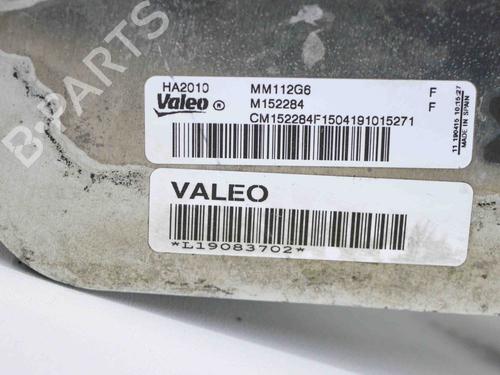 B-PARTS
HA2010 MM112G6 F
Valeo ® M152284 F
CM152284F1504191015271
11 190415 10:15:27
MADE IN SPAIN
VALEO
*L19083702*